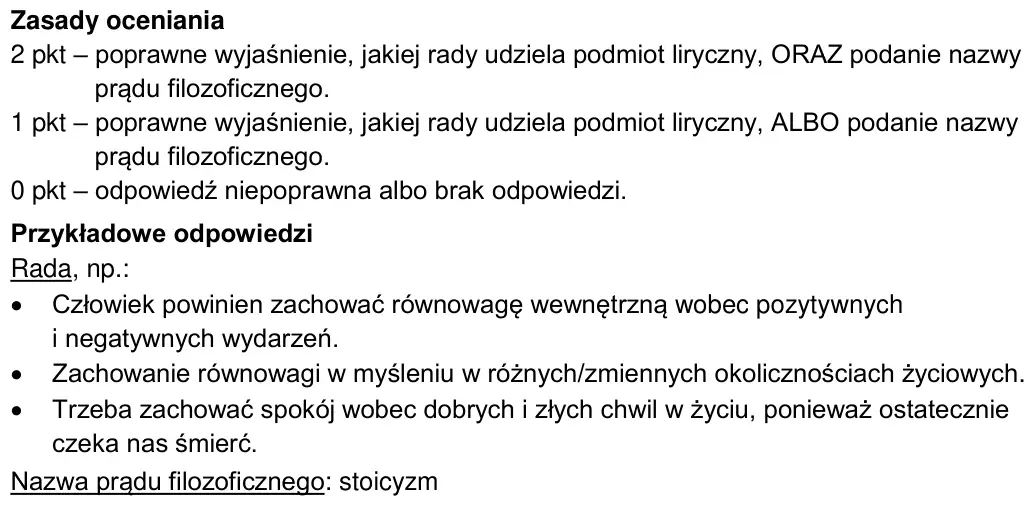 Zasady oceniania
2 pkt – poprawne wyjaśnienie, jakiej rady udziela podmiot liryczny, ORAZ podanie nazwy
prądu filozoficznego.
1 pkt – poprawne wyjaśnienie, jakiej rady udziela podmiot liryczny, ALBO podanie nazwy
prądu filozoficznego.
0 pkt – odpowiedź niepoprawna albo brak odpowiedzi.
Przykładowe odpowiedzi
Rada, np.:
• Człowiek powinien zachować równowagę wewnętrzną wobec pozytywnych
i negatywnych wydarzeń.
• Zachowanie równowagi w myśleniu w różnych/zmiennych okolicznościach życiowych.
• Trzeba zachować spokój wobec dobrych i złych chwil w życiu, ponieważ ostatecznie
czeka nas śmierć.
Nazwa prądu filozoficznego: stoicyzm